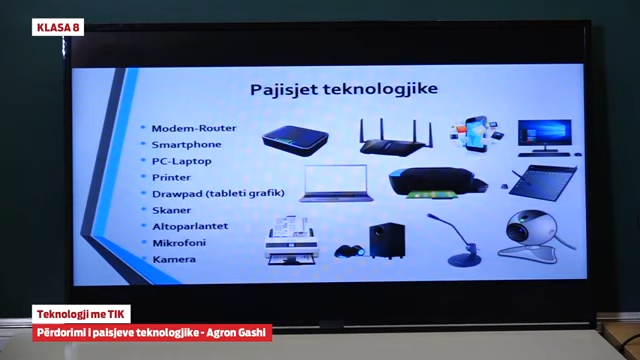 KLASA 8
Pajisjet teknologjike
Modem-Router
Smartphone
PC-Laptop
Printer
Drawpad (tableti grafik)
Skaner
Altoparlantet
Mikrofoni
Kamera
Teknologji me TIK
Përdorimi i paisjeve teknologjike - Agron Gashi